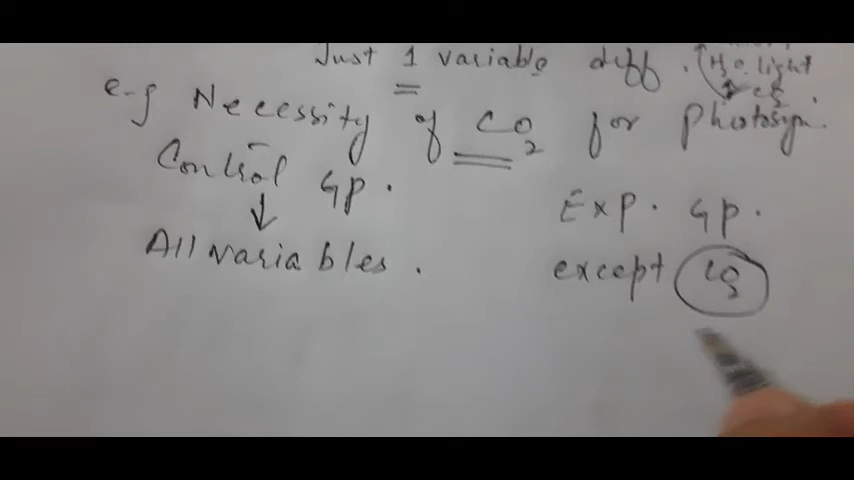 Just 1 variable diff.
H2O, light
CO2
e.g Necessity of CO2 for Photosyn.
Control gp.
Exp. gp.
All variables.
except CO2